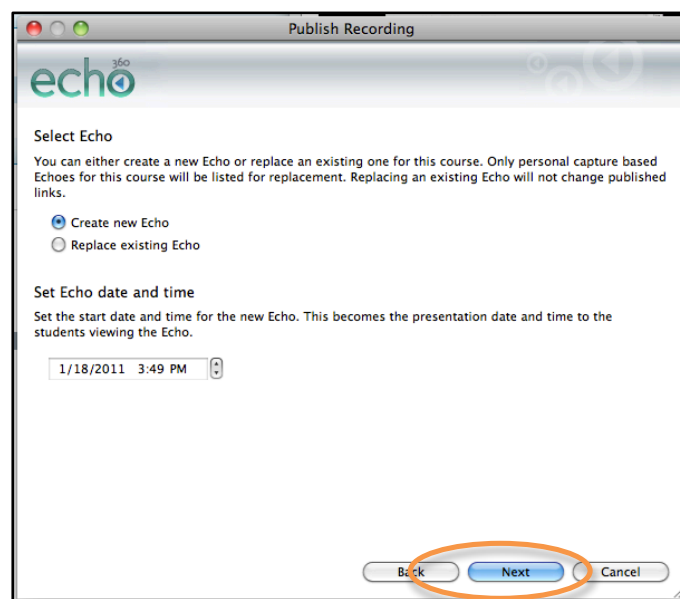 Publish Recording
echo360
Select Echo
You can either create a new Echo or replace an existing one for this course. Only personal capture based
Echoes for this course will be listed for replacement. Replacing an existing Echo will not change published
links.
Create new Echo
Replace existing Echo
Set Echo date and time
Set the start date and time for the new Echo. This becomes the presentation date and time to the
students viewing the Echo.
1/18/2011 3:49 PM
Back Next Cancel